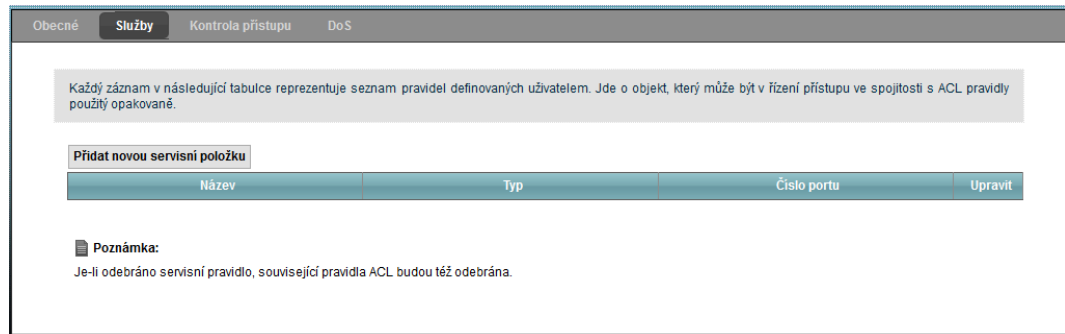 Obecné Služby Kontrola přístupu DoS
Každý záznam v následující tabulce reprezentuje seznam pravidel definovaných uživatelem. Jde o objekt, který může být v řízení přístupu ve spojitosti s ACL pravidly
použitý opakovaně.
Přidat novou servisní položku
Název Typ Číslo portu Upravit
Poznámka:
Je-li odebráno servisní pravidlo, související pravidla ACL budou též odebrána.